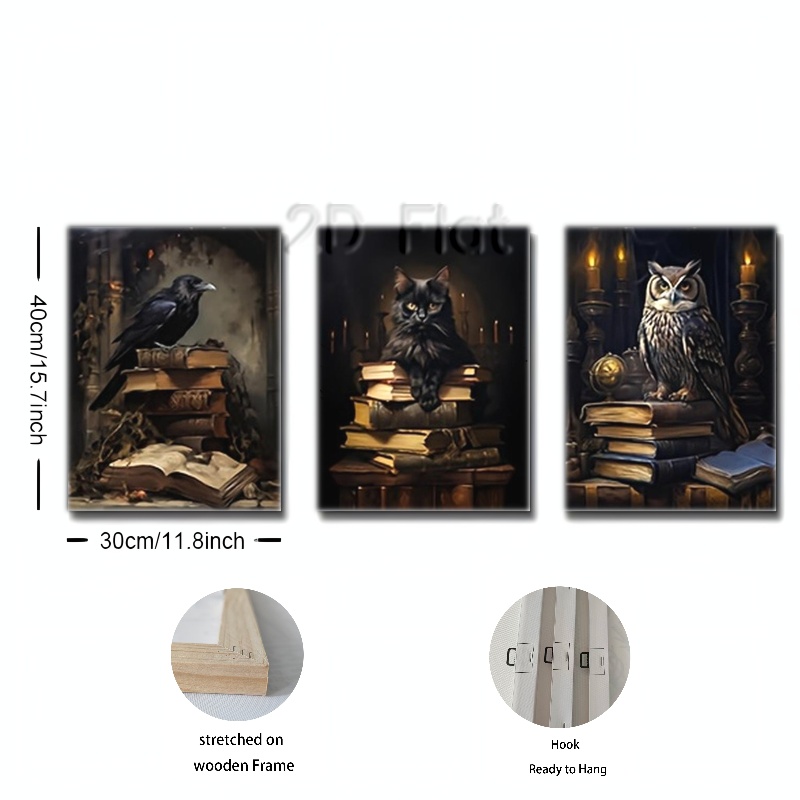 2D Flat
40cm/15.7inch
30cm/11.8inch
stretched on
wooden Frame
Hook
Ready to Hang